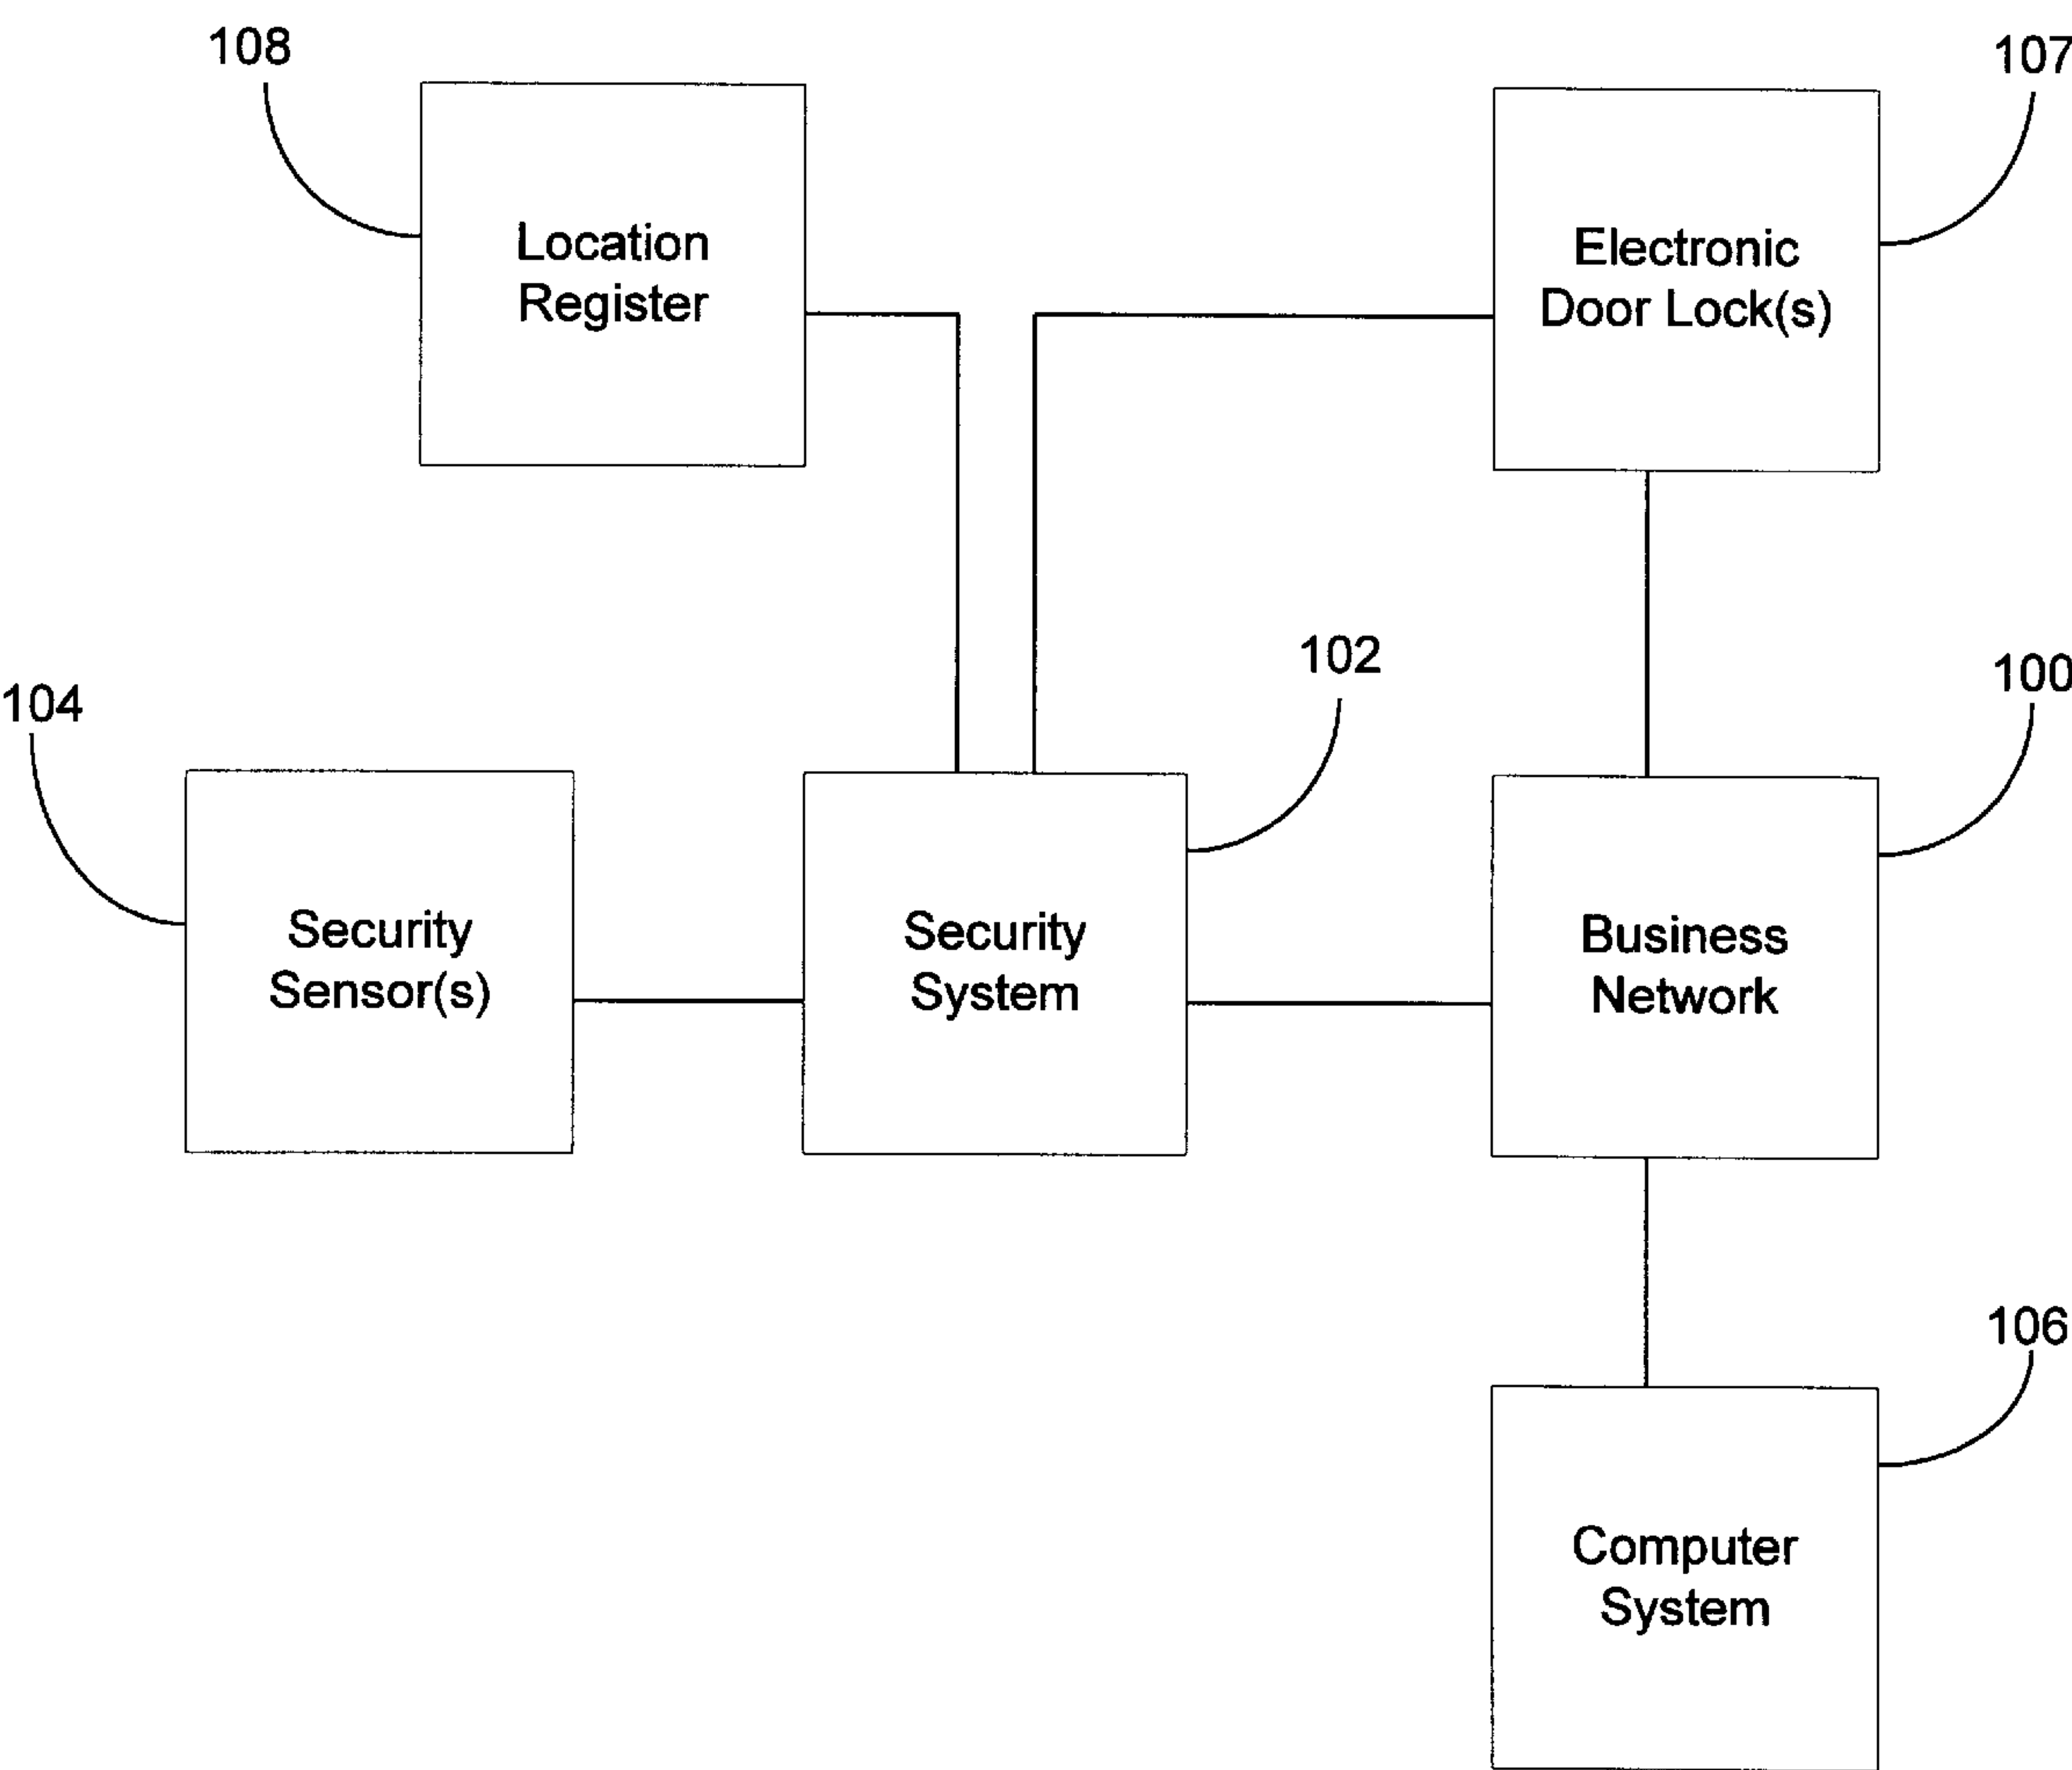 108
107
Location
Register
Electronic
Door Lock(s)
102
100
104
Security
Sensor(s)
Security
System
Business
Network
106
Computer
System